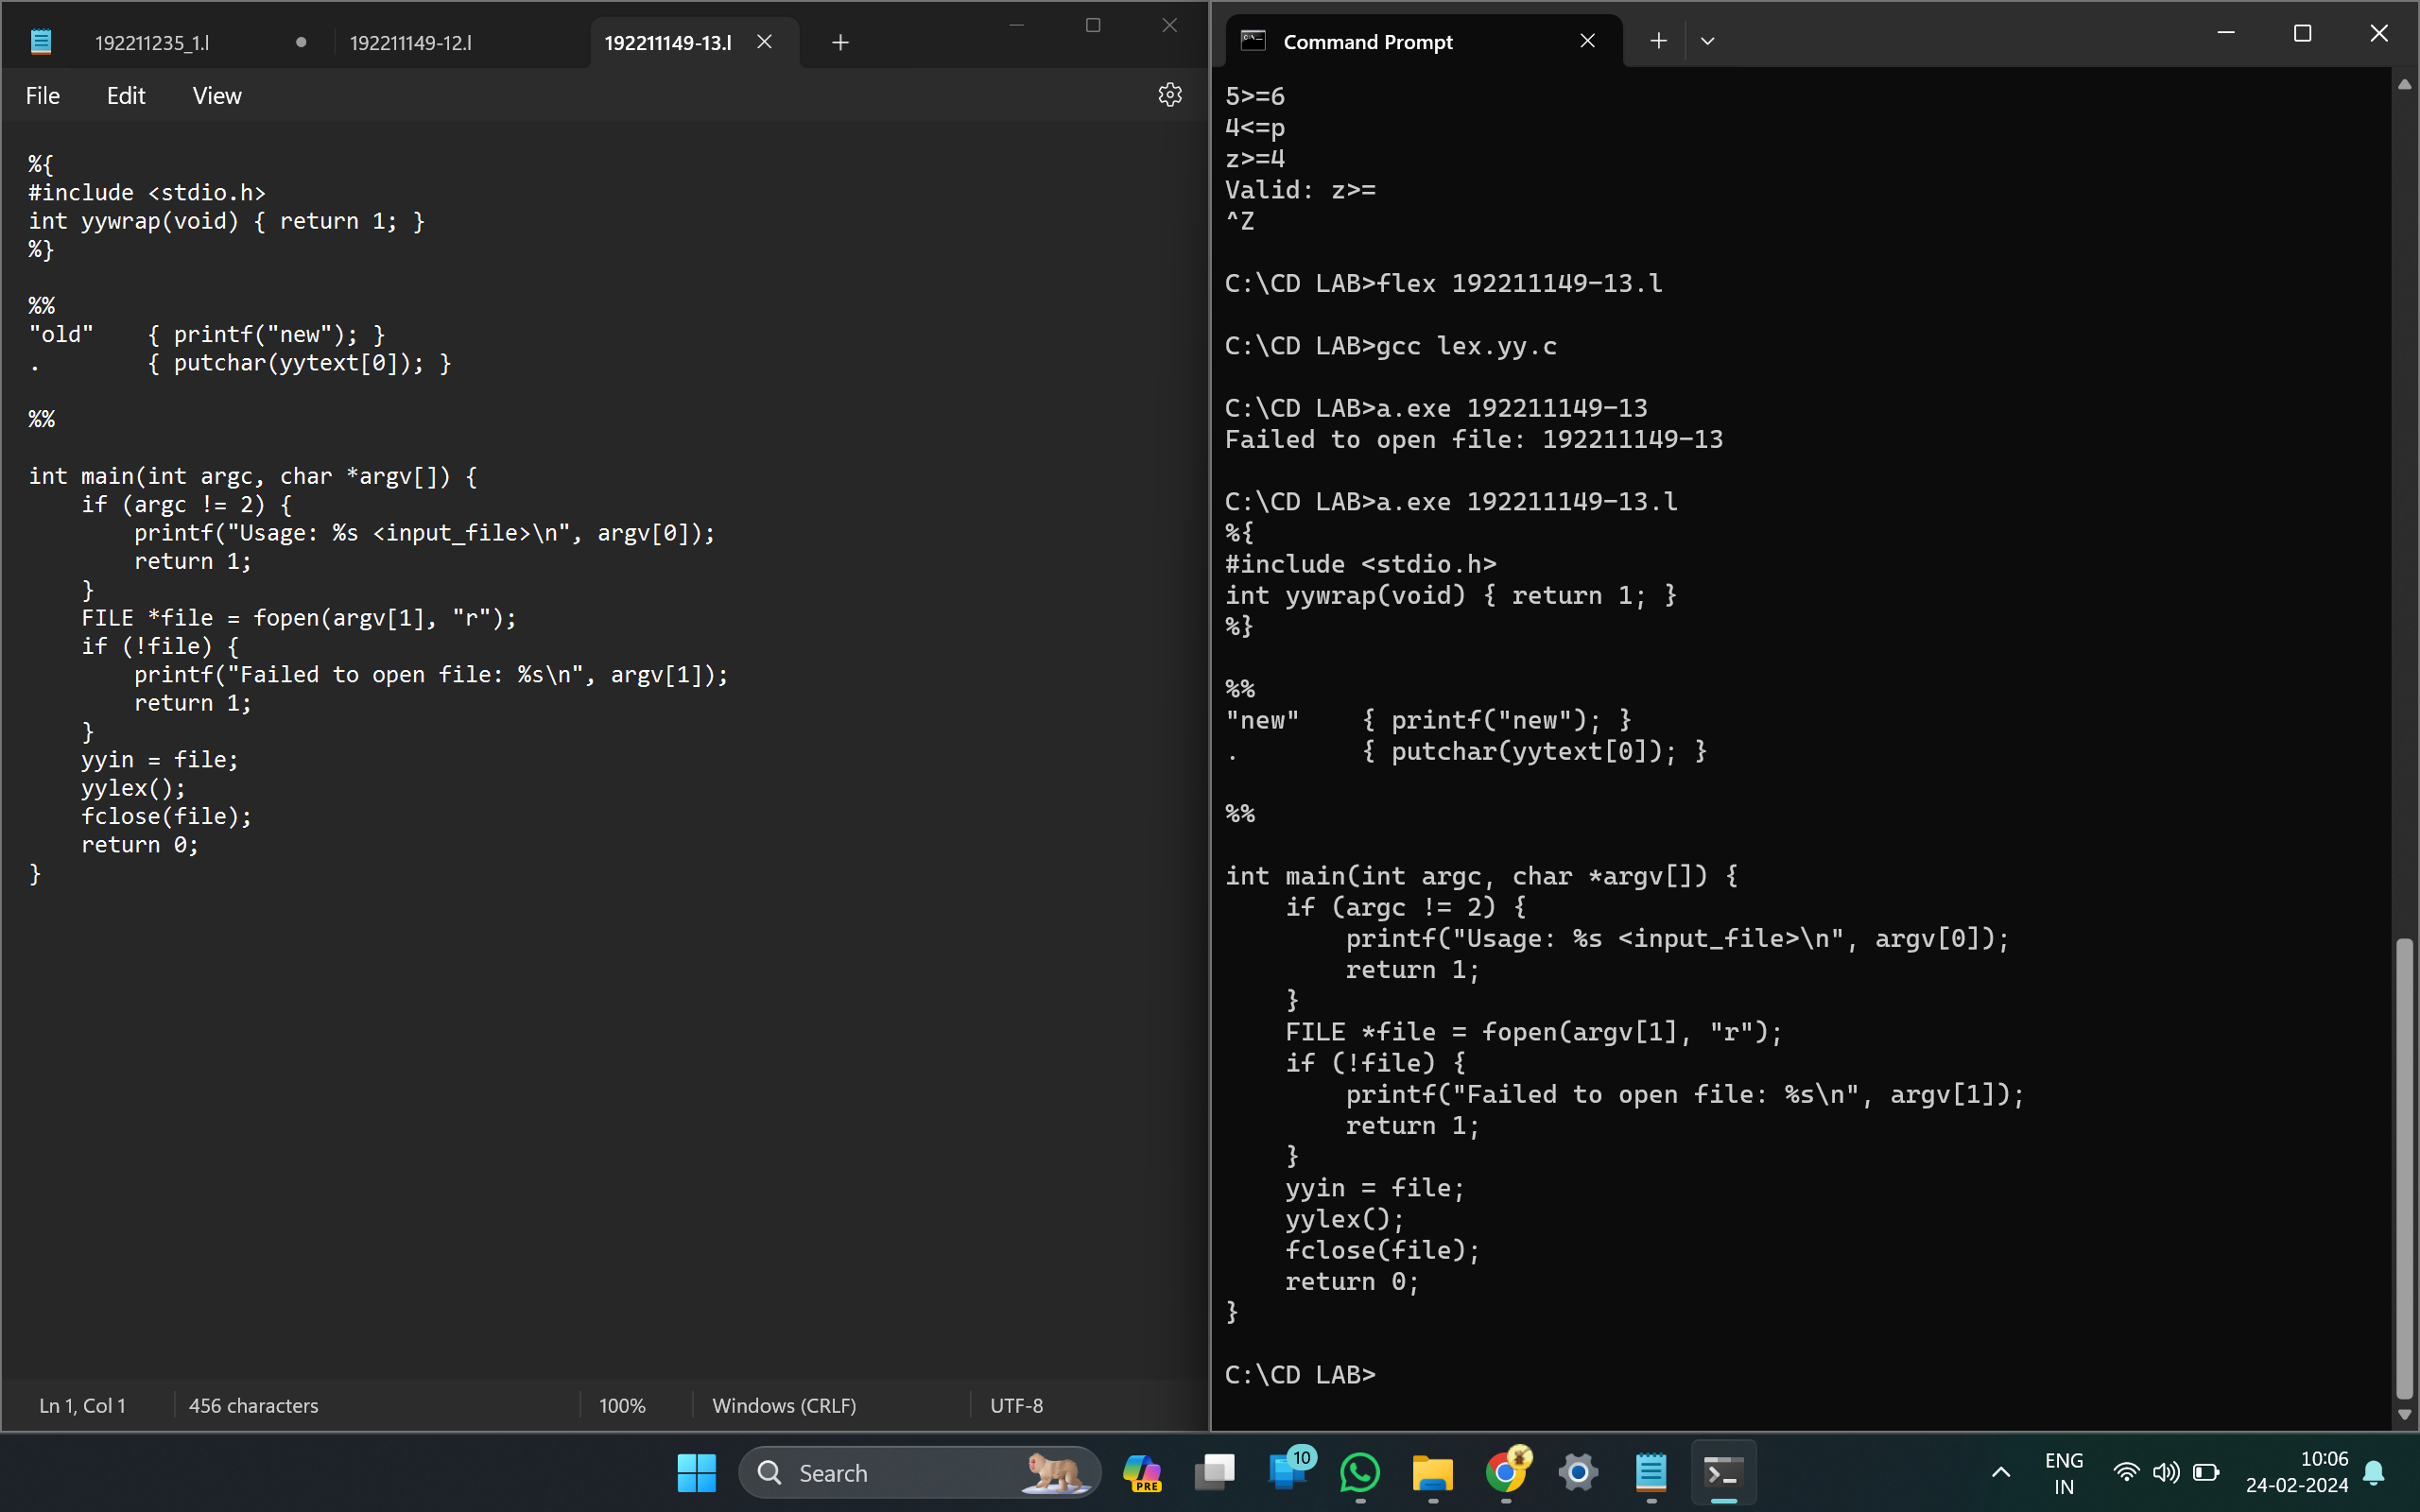 192211235_1.l
192211149-12.l
192211149-13.l
File Edit View
%{
#include <stdio.h>
int yywrap(void) { return 1; }
%}

%%
"old"    { printf("new"); }
.        { putchar(yytext[0]); }

%%

int main(int argc, char *argv[]) {
    if (argc != 2) {
        printf("Usage: %s <input_file>\n", argv[0]);
        return 1;
    }
    FILE *file = fopen(argv[1], "r");
    if (!file) {
        printf("Failed to open file: %s\n", argv[1]);
        return 1;
    }
    yyin = file;
    yylex();
    fclose(file);
    return 0;
}
Ln 1, Col 1
456 characters
100%
Windows (CRLF)
UTF-8
Command Prompt
5>=6
4<=p
z>=4
Valid: z>=
^Z

C:\CD LAB>flex 192211149-13.l

C:\CD LAB>gcc lex.yy.c

C:\CD LAB>a.exe 192211149-13
Failed to open file: 192211149-13

C:\CD LAB>a.exe 192211149-13.l
%{
#include <stdio.h>
int yywrap(void) { return 1; }
%}

%%
"new"    { printf("new"); }
.        { putchar(yytext[0]); }

%%

int main(int argc, char *argv[]) {
    if (argc != 2) {
        printf("Usage: %s <input_file>\n", argv[0]);
        return 1;
    }
    FILE *file = fopen(argv[1], "r");
    if (!file) {
        printf("Failed to open file: %s\n", argv[1]);
        return 1;
    }
    yyin = file;
    yylex();
    fclose(file);
    return 0;
}

C:\CD LAB>
Search
PRE
10
ENG
IN
10:06
24-02-2024